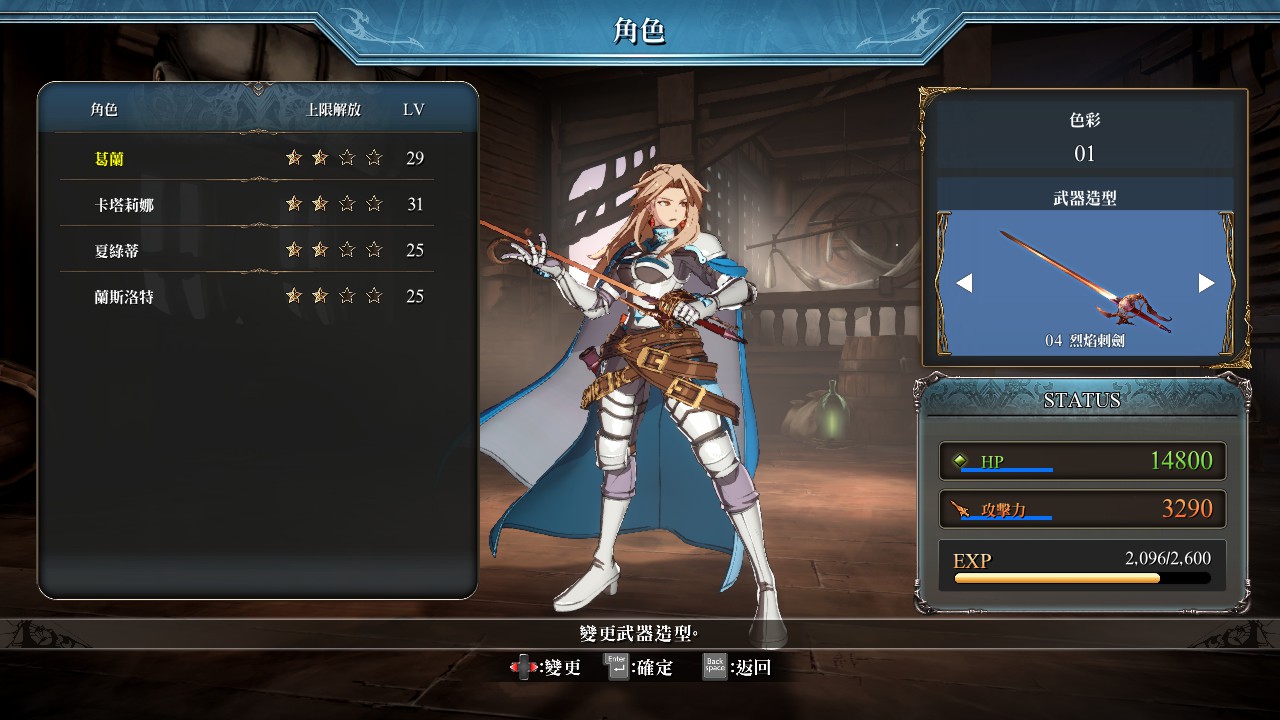 角色
角色 上限解放 LV
葛蘭 29
卡塔莉娜 31
夏綠蒂 25
蘭斯洛特 25
色彩
01
武器造型
04 烈焰刺劍
STATUS
HP 14800
攻擊力 3290
EXP 2,096/2,600
變更武器造型。
:變更 Enter :確定 Back space :返回